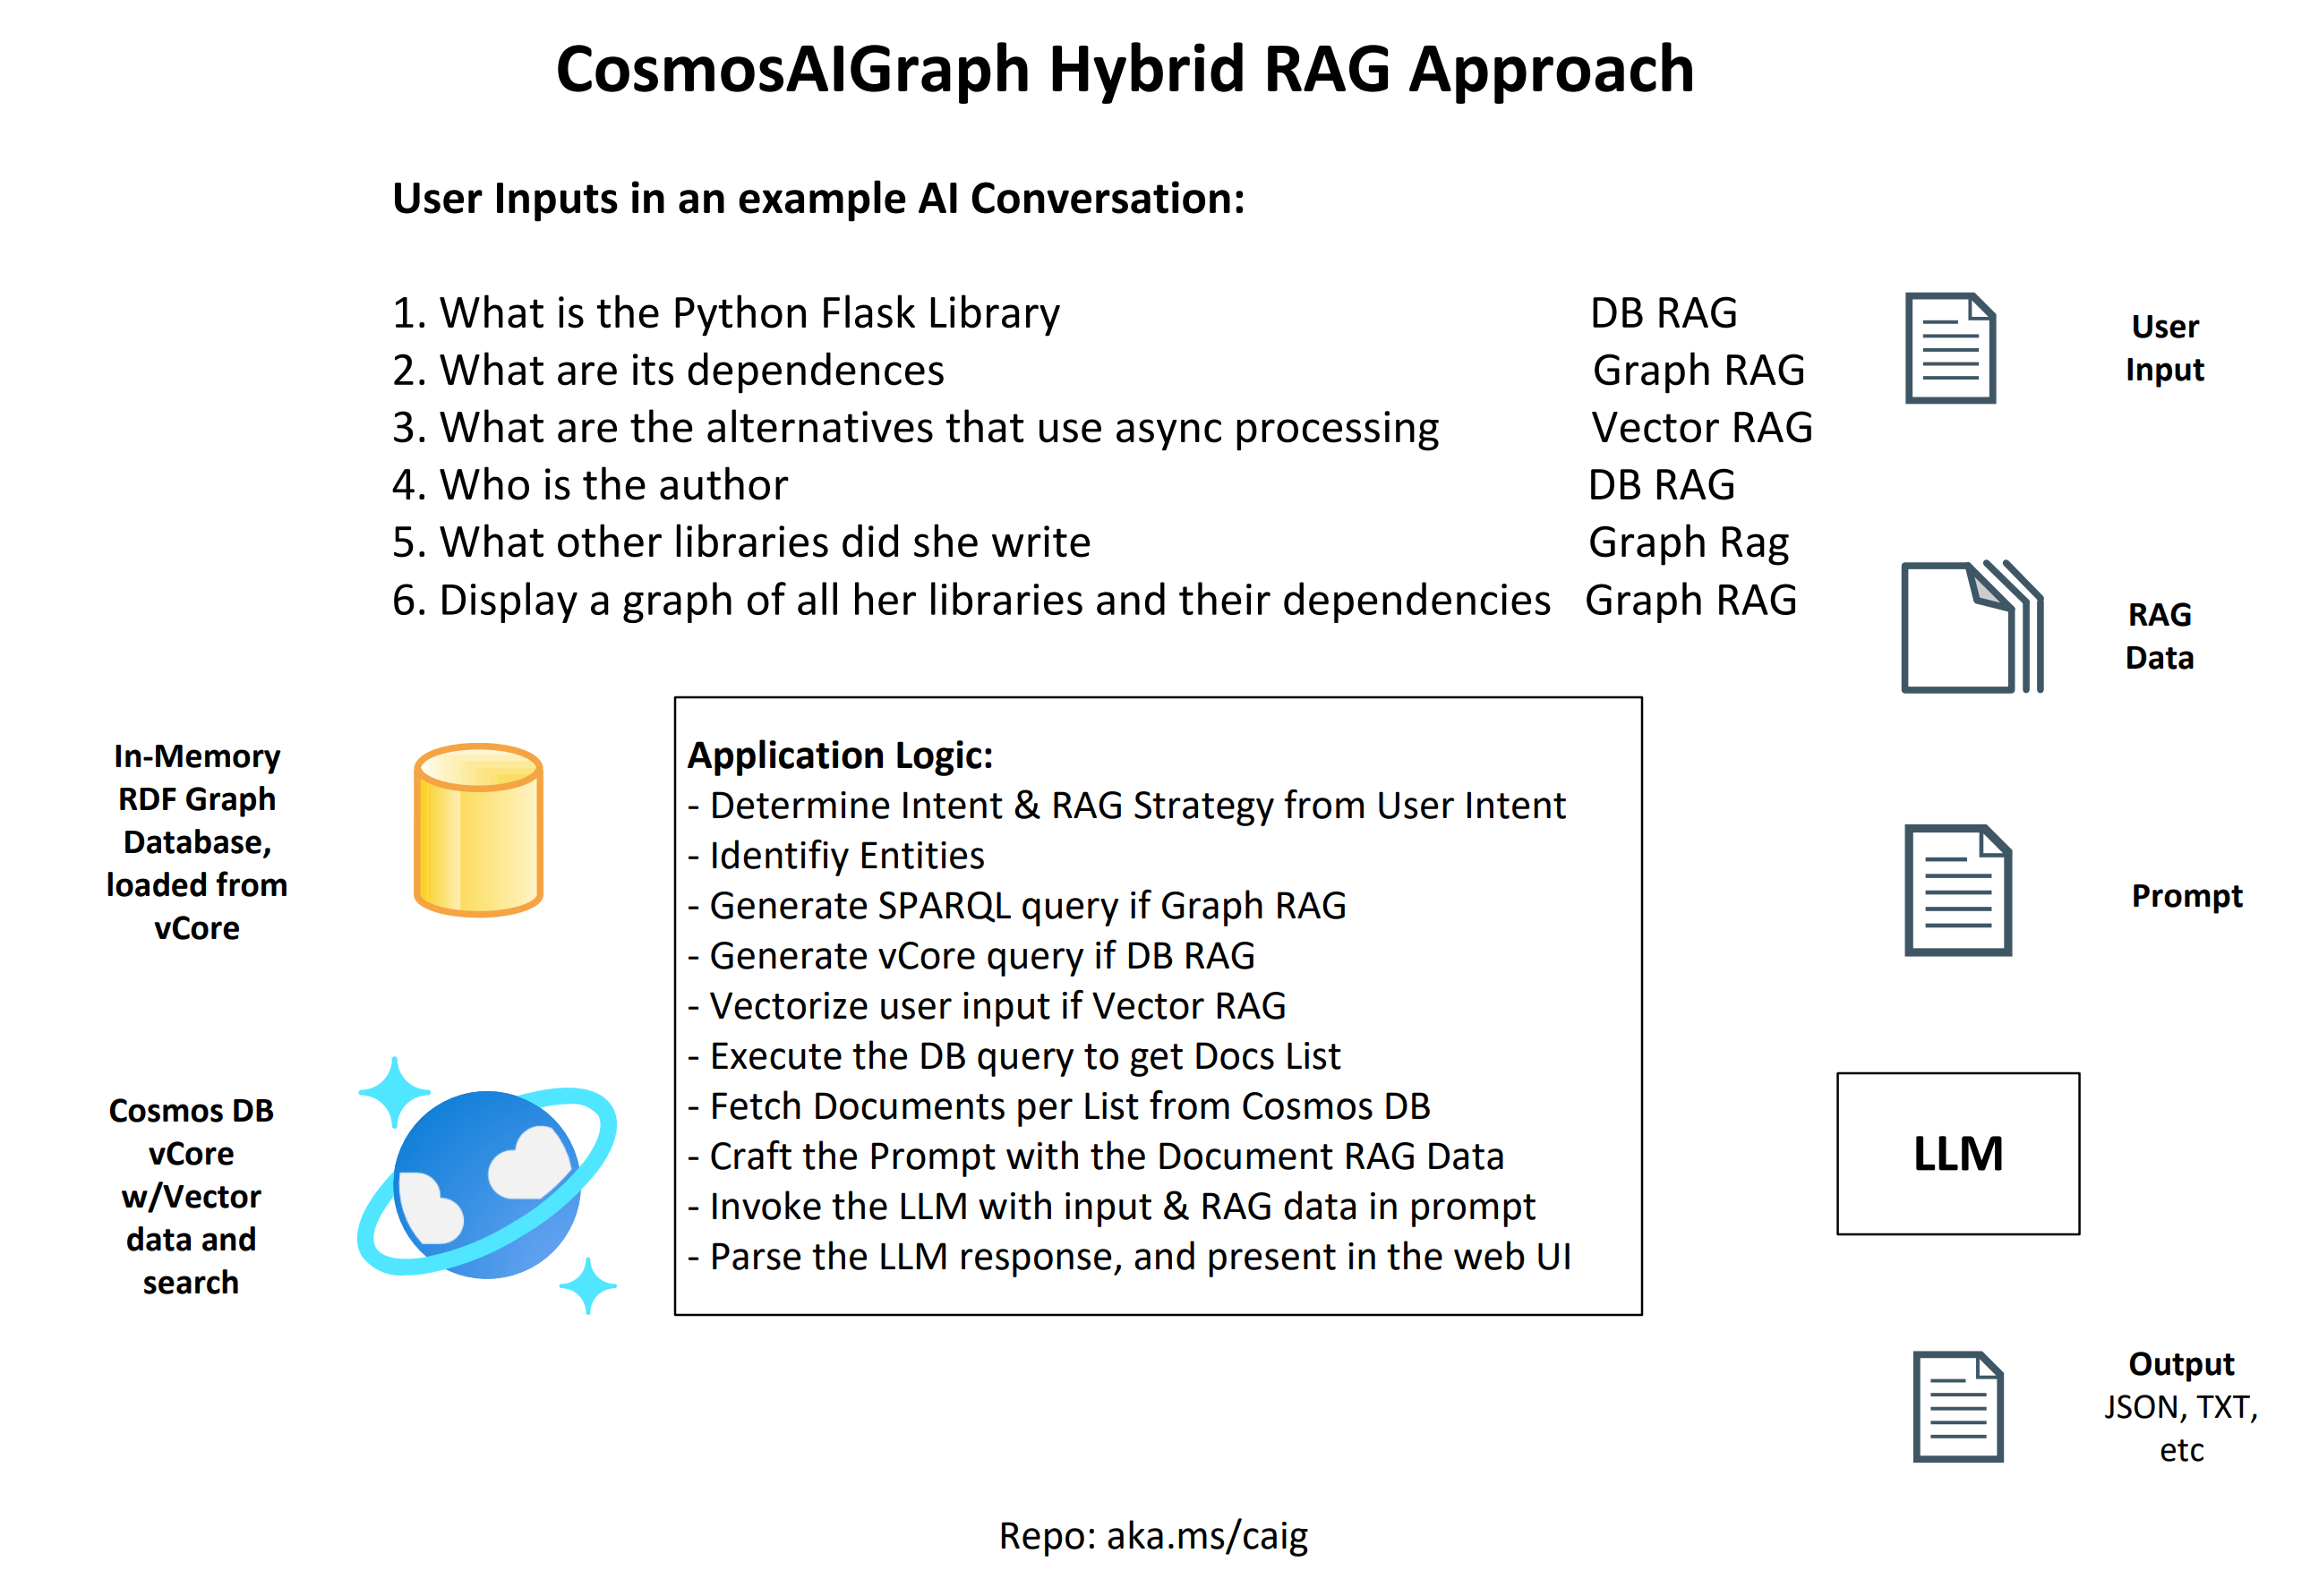 CosmosAIGraph Hybrid RAG Approach
User Inputs in an example AI Conversation:
1. What is the Python Flask Library DB RAG
2. What are its dependences Graph RAG
3. What are the alternatives that use async processing Vector RAG
4. Who is the author DB RAG
5. What other libraries did she write Graph Rag
6. Display a graph of all her libraries and their dependencies Graph RAG
User
Input
RAG
Data
Prompt
LLM
Output
JSON, TXT,
etc
In-Memory
RDF Graph
Database,
loaded from
vCore
Cosmos DB
vCore
w/Vector
data and
search
Application Logic:
- Determine Intent & RAG Strategy from User Intent
- Identifiy Entities
- Generate SPARQL query if Graph RAG
- Generate vCore query if DB RAG
- Vectorize user input if Vector RAG
- Execute the DB query to get Docs List
- Fetch Documents per List from Cosmos DB
- Craft the Prompt with the Document RAG Data
- Invoke the LLM with input & RAG data in prompt
- Parse the LLM response, and present in the web UI
Repo: aka.ms/caig